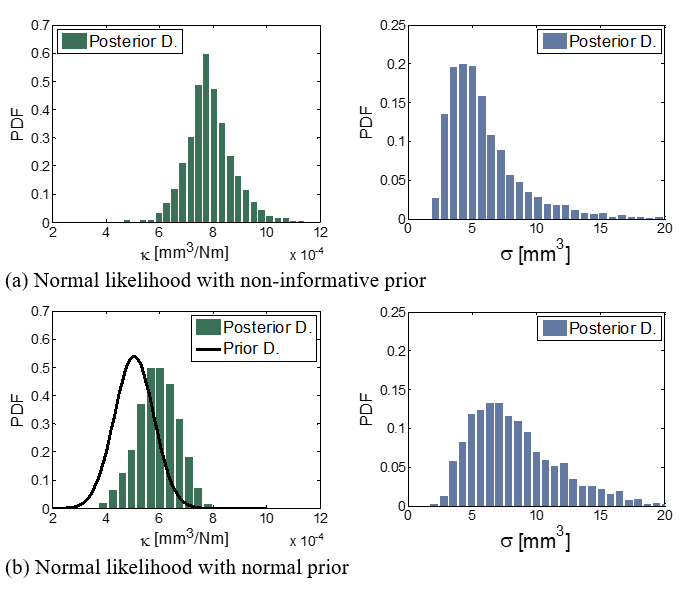 0.7
0.6
0.5
0.4
0.3
0.2
0.1
0
PDF
Posterior D.
2 4 6 8 10 12
κ [mm³/Nm] x 10⁻⁴
0.25
0.2
0.15
0.1
0.05
0
PDF
Posterior D.
0 5 10 15 20
σ [mm³]
(a) Normal likelihood with non-informative prior
0.7
0.6
0.5
0.4
0.3
0.2
0.1
0
PDF
Posterior D.
Prior D.
2 4 6 8 10 12
κ [mm³/Nm] x 10⁻⁴
0.25
0.2
0.15
0.1
0.05
0
PDF
Posterior D.
0 5 10 15 20
σ [mm³]
(b) Normal likelihood with normal prior